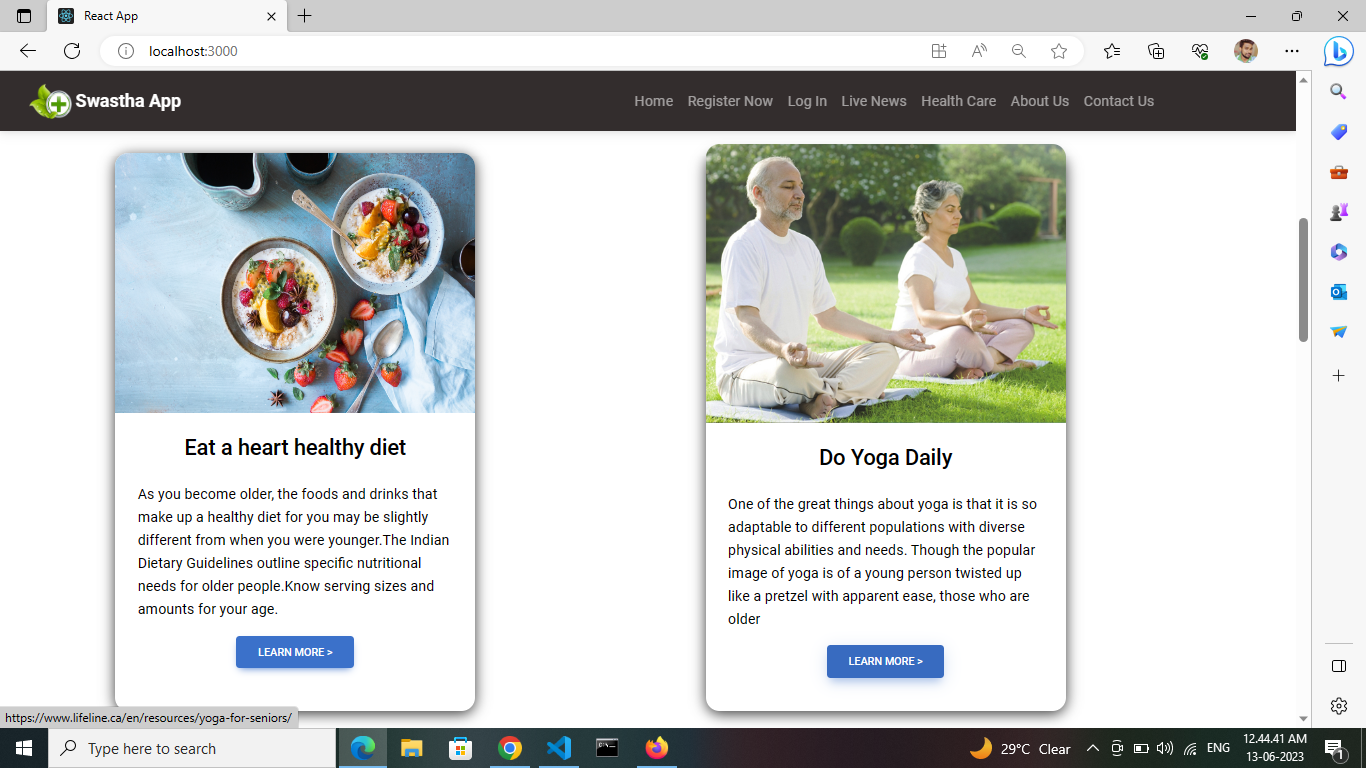 React App
localhost:3000
Swastha App
Home Register Now Log In Live News Health Care About Us Contact Us
Eat a heart healthy diet
As you become older, the foods and drinks that
make up a healthy diet for you may be slightly
different from when you were younger.The Indian
Dietary Guidelines outline specific nutritional
needs for older people.Know serving sizes and
amounts for your age.
LEARN MORE >
Do Yoga Daily
One of the great things about yoga is that it is so
adaptable to different populations with diverse
physical abilities and needs. Though the popular
image of yoga is of a young person twisted up
like a pretzel with apparent ease, those who are
older
LEARN MORE >
https://www.lifeline.ca/en/resources/yoga-for-seniors/
Type here to search
29°C Clear
ENG
12.44.41 AM
13-06-2023
1